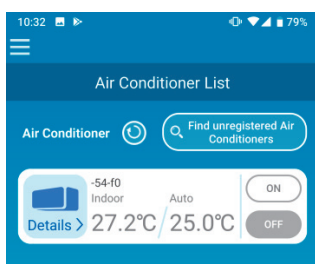 10:32 79%
Air Conditioner List
Air Conditioner
Find unregistered Air
Conditioners
-54-f0
Indoor Auto
Details > 27.2℃ 25.0℃
ON
OFF